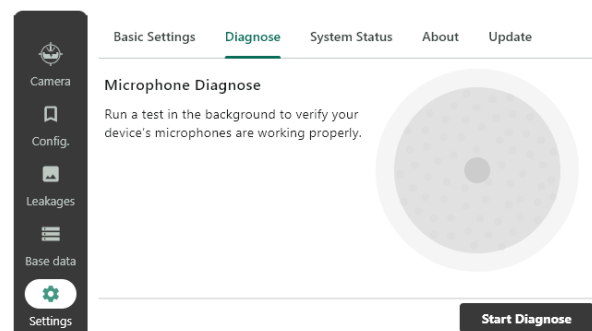 Basic Settings Diagnose System Status About Update
Camera
Config.
Leakages
Base data
Settings
Microphone Diagnose
Run a test in the background to verify your
device's microphones are working properly.
Start Diagnose